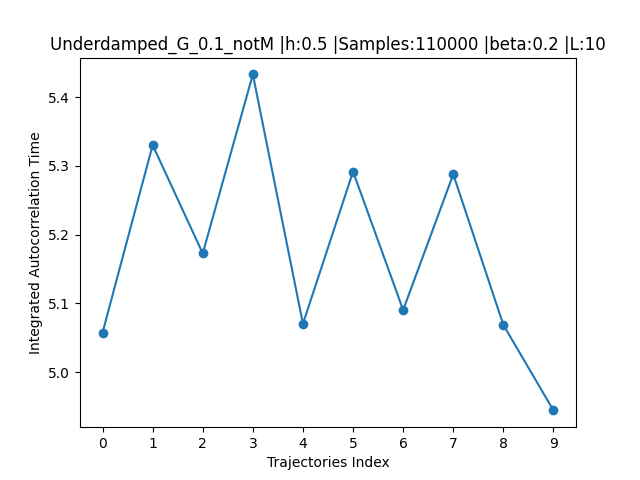 Underdamped_G_0.1_notM |h:0.5 |Samples:110000 |beta:0.2 |L:10
Integrated Autocorrelation Time
5.4
5.3
5.2
5.1
5.0
0 1 2 3 4 5 6 7 8 9
Trajectories Index